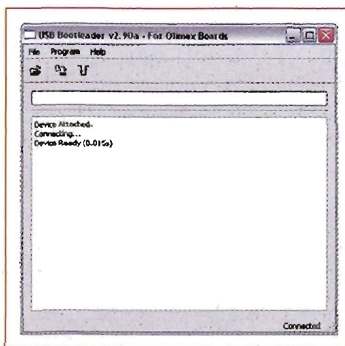 USB Bootloader v2.90a - For Olimex Boards
File Program Help
Device Attached.
Connecting...
Device Ready (0.015s)
Connected